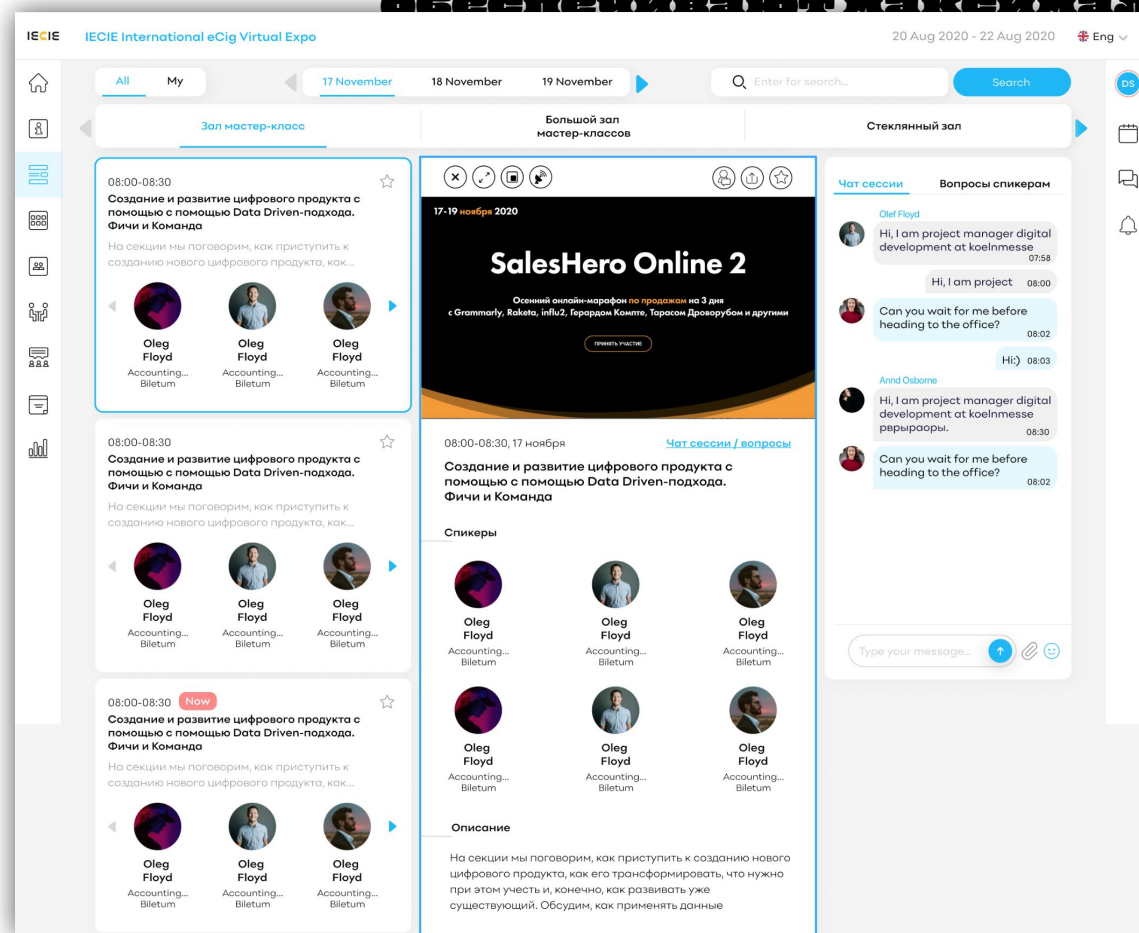 обеспечивают максимал
IECIE
IECIE International eCig Virtual Expo
20 Aug 2020 - 22 Aug 2020
Eng
All
My
17 November
18 November
19 November
Enter for search...
Search
DS
Зал мастер-класс
Большой зал
мастер-классов
Стеклянный зал
08:00-08:30
Создание и развитие цифрового продукта с
помощью с помощью Data Driven-подхода.
Фичи и Команда
На секции мы поговорим, как приступить к
созданию нового цифрового продукта, как...
Oleg
Floyd
Accounting...
Biletum
Oleg
Floyd
Accounting...
Biletum
Oleg
Floyd
Accounting...
Biletum
08:00-08:30
Создание и развитие цифрового продукта с
помощью с помощью Data Driven-подхода.
Фичи и Команда
На секции мы поговорим, как приступить к
созданию нового цифрового продукта, как...
Oleg
Floyd
Accounting...
Biletum
Oleg
Floyd
Accounting...
Biletum
Oleg
Floyd
Accounting...
Biletum
08:00-08:30 Now
Создание и развитие цифрового продукта с
помощью с помощью Data Driven-подхода.
Фичи и Команда
На секции мы поговорим, как приступить к
созданию нового цифрового продукта, как...
Oleg
Floyd
Accounting...
Biletum
Oleg
Floyd
Accounting...
Biletum
Oleg
Floyd
Accounting...
Biletum
17-19 ноября 2020
SalesHero Online 2
Осенний онлайн-марафон по продажам на 3 дня
с Grammarly, Raketa, influ2, Герардом Компте, Тарасом Дроворубом и другими
ПРИНЯТЬ УЧАСТИЕ
08:00-08:30, 17 ноября
Чат сессии / вопросы
Создание и развитие цифрового продукта с
помощью с помощью Data Driven-подхода.
Фичи и Команда
Спикеры
Oleg
Floyd
Accounting...
Biletum
Oleg
Floyd
Accounting...
Biletum
Oleg
Floyd
Accounting...
Biletum
Oleg
Floyd
Accounting...
Biletum
Oleg
Floyd
Accounting...
Biletum
Oleg
Floyd
Accounting...
Biletum
Описание
На секции мы поговорим, как приступить к созданию нового
цифрового продукта, как его трансформировать, что нужно
при этом учесть и, конечно, как развивать уже
существующий. Обсудим, как применять данные
Чат сессии
Вопросы спикерам
Olef Floyd
Hi, I am project manager digital
development at koelnmesse
07:58
Hi, I am project 08:00
Can you wait for me before
heading to the office?
08:02
Hi:) 08:03
Annd Osborne
Hi, I am project manager digital
development at koelnmesse
рврыраоры.
08:30
Can you wait for me before
heading to the office?
08:02
Type your message...